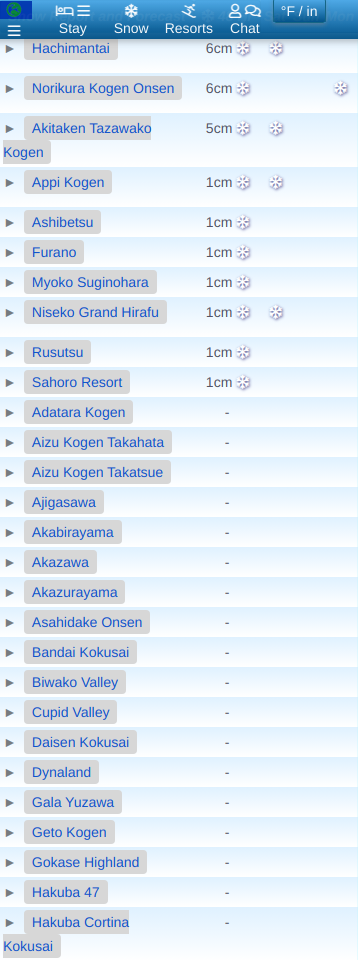 °F / in
Stay Snow Resorts Chat
Hachimantai 6cm
Norikura Kogen Onsen 6cm
Akitaken Tazawako 5cm
Kogen
Appi Kogen 1cm
Ashibetsu 1cm
Furano 1cm
Myoko Suginohara 1cm
Niseko Grand Hirafu 1cm
Rusutsu 1cm
Sahoro Resort 1cm
Adatara Kogen -
Aizu Kogen Takahata -
Aizu Kogen Takatsue -
Ajigasawa -
Akabirayama -
Akazawa -
Akazurayama -
Asahidake Onsen -
Bandai Kokusai -
Biwako Valley -
Cupid Valley -
Daisen Kokusai -
Dynaland -
Gala Yuzawa -
Geto Kogen -
Gokase Highland -
Hakuba 47 -
Hakuba Cortina -
Kokusai